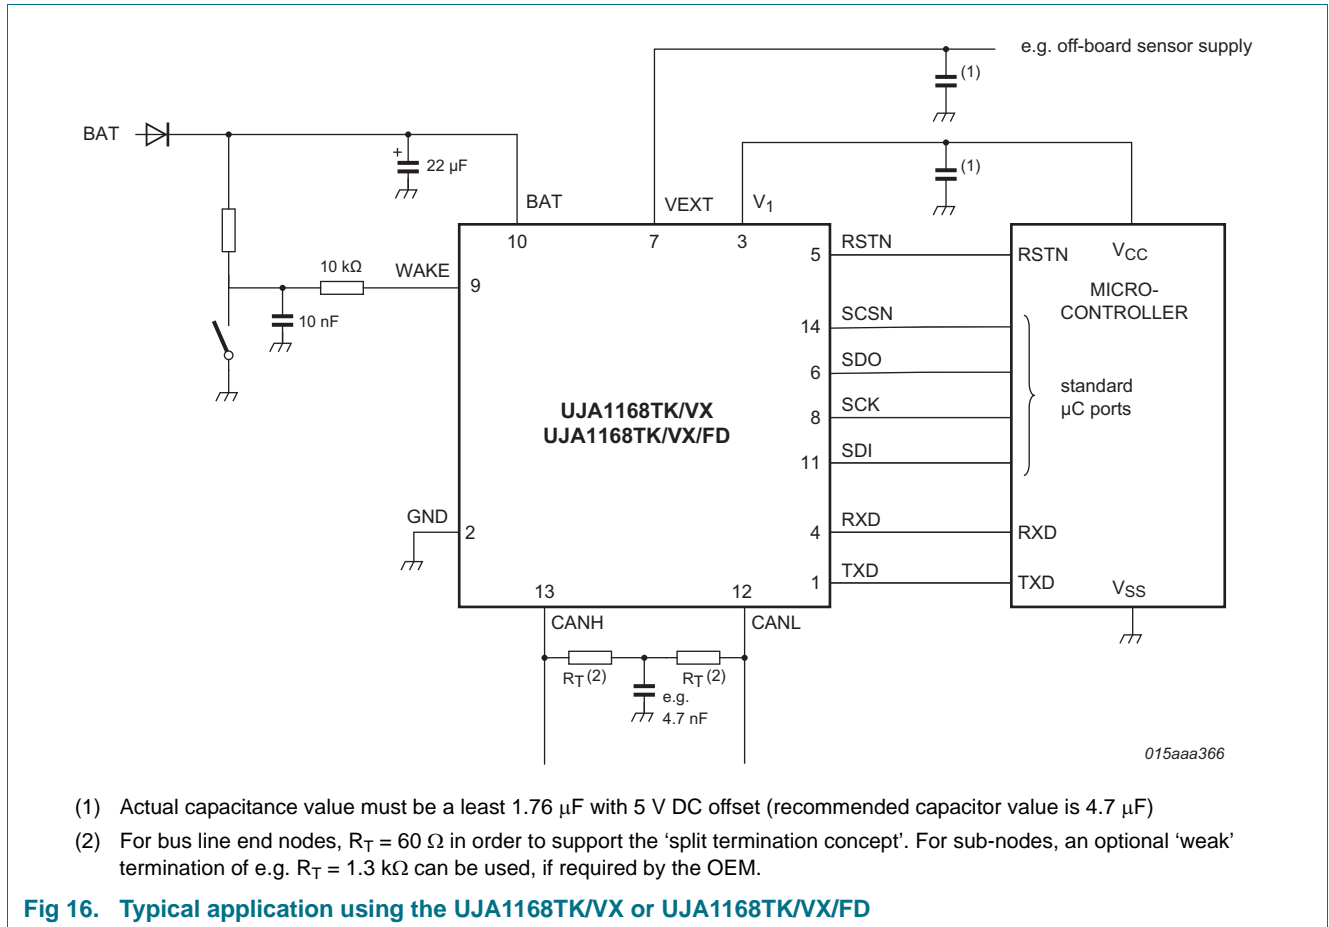 e.g. off-board sensor supply
(1)
BAT
+
22 µF
(1)
BAT
VEXT
V1
10
7
3
5
RSTN
RSTN
VCC
10 kΩ
WAKE
9
10 nF
MICRO-
CONTROLLER
14
SCSN
6
SDO
8
SCK
11
SDI
standard
µC ports
UJA1168TK/VX
UJA1168TK/VX/FD
GND
2
4
RXD
RXD
1
TXD
TXD
VSS
13
12
CANH
CANL
RT(2)
RT(2)
e.g.
4.7 nF
015aaa366
(1) Actual capacitance value must be a least 1.76 µF with 5 V DC offset (recommended capacitor value is 4.7 µF)
(2) For bus line end nodes, RT = 60 Ω in order to support the ‘split termination concept’. For sub-nodes, an optional ‘weak’
termination of e.g. RT = 1.3 kΩ can be used, if required by the OEM.
Fig 16. Typical application using the UJA1168TK/VX or UJA1168TK/VX/FD